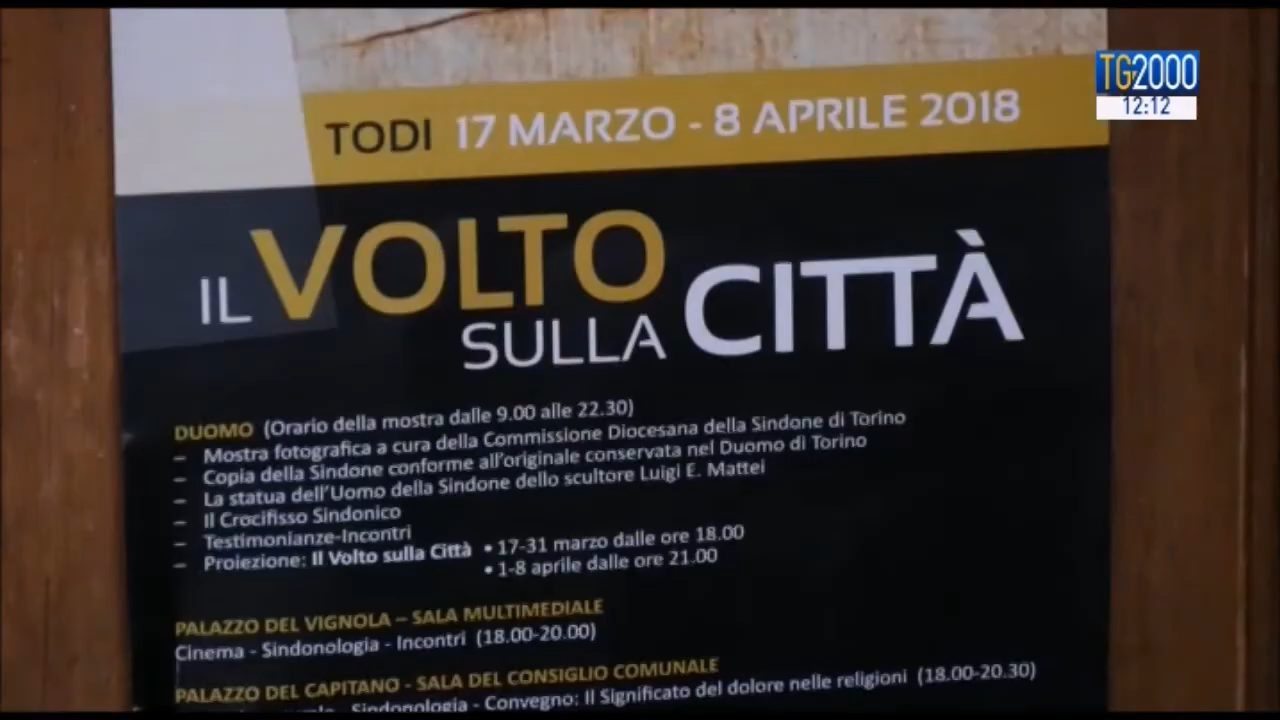 TG2000
12:12
TODI 17 MARZO - 8 APRILE 2018
IL VOLTO
SULLA CITTÀ
DUOMO (Orario della mostra dalle 9.00 alle 22.30)
– Mostra fotografica a cura della Commissione Diocesana della Sindone di Torino
– Copia della Sindone conforme all'originale conservata nel Duomo di Torino
– La statua dell'Uomo della Sindone dello scultore Luigi E. Mattei
– Il Crocifisso Sindonico
– Testimonianze-Incontri
– Proiezione: Il Volto sulla Città • 17-31 marzo dalle ore 18.00
• 1-8 aprile dalle ore 21.00
PALAZZO DEL VIGNOLA – SALA MULTIMEDIALE
Cinema - Sindonologia - Incontri (18.00-20.00)
PALAZZO DEL CAPITANO - SALA DEL CONSIGLIO COMUNALE
- Sindonologia - Convegno: Il Significato del dolore nelle religioni (18.00-20.30)